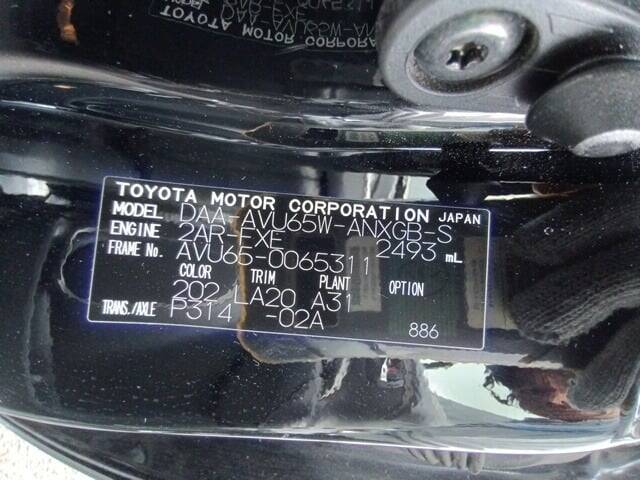 TOYOTA MOTOR CORPORATION JAPAN
MODEL DAA-AVU65W-ANXGB-S
ENGINE 2AR-FXE 2493 mL
FRAME No. AVU65-0065311
COLOR TRIM PLANT OPTION
202 LA20 A31
TRANS./AXLE P314 -02A
886